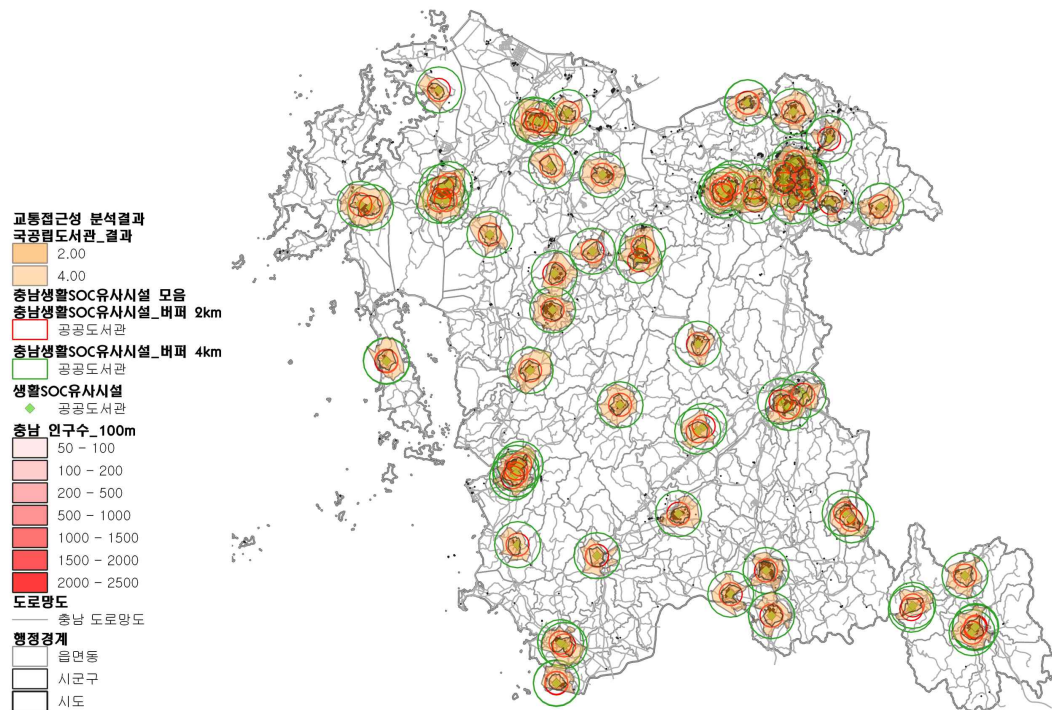 교통접근성 분석결과
국공립도서관_결과
2.00
4.00
충남생활SOC유사시설 모음
충남생활SOC유사시설_버퍼 2km
공공도서관
충남생활SOC유사시설_버퍼 4km
공공도서관
생활SOC유사시설
공공도서관
충남 인구수_100m
50 - 100
100 - 200
200 - 500
500 - 1000
1000 - 1500
1500 - 2000
2000 - 2500
도로망도
충남 도로망도
행정경계
읍면동
시군구
시도